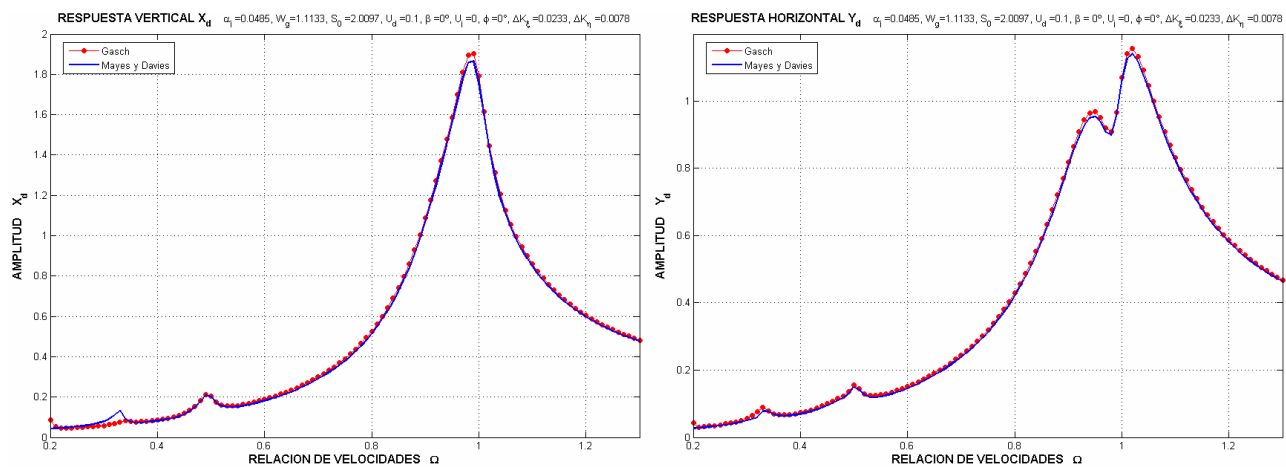 RESPUESTA VERTICAL X_d α_i =0.0485, W_g=1.1133, S_0 =2.0097, U_d =0.1, β =0°, U_i =0, ϕ =0°, ΔK_ξ =0.0233, ΔK_η =0.0078
Gasch
Mayes y Davies
AMPLITUD X_d
2
1.8
1.6
1.4
1.2
1
0.8
0.6
0.4
0.2
0
0.2 0.4 0.6 0.8 1 1.2
RELACION DE VELOCIDADES Ω
RESPUESTA HORIZONTAL Y_d α_i =0.0485, W_g=1.1133, S_0 =2.0097, U_d =0.1, β = 0°, U_i =0, ϕ =0°, ΔK_ξ =0.0233, ΔK_η =0.0078
Gasch
Mayes y Davies
AMPLITUD Y_d
1
0.8
0.6
0.4
0.2
0
0.2 0.4 0.6 0.8 1 1.2
RELACION DE VELOCIDADES Ω